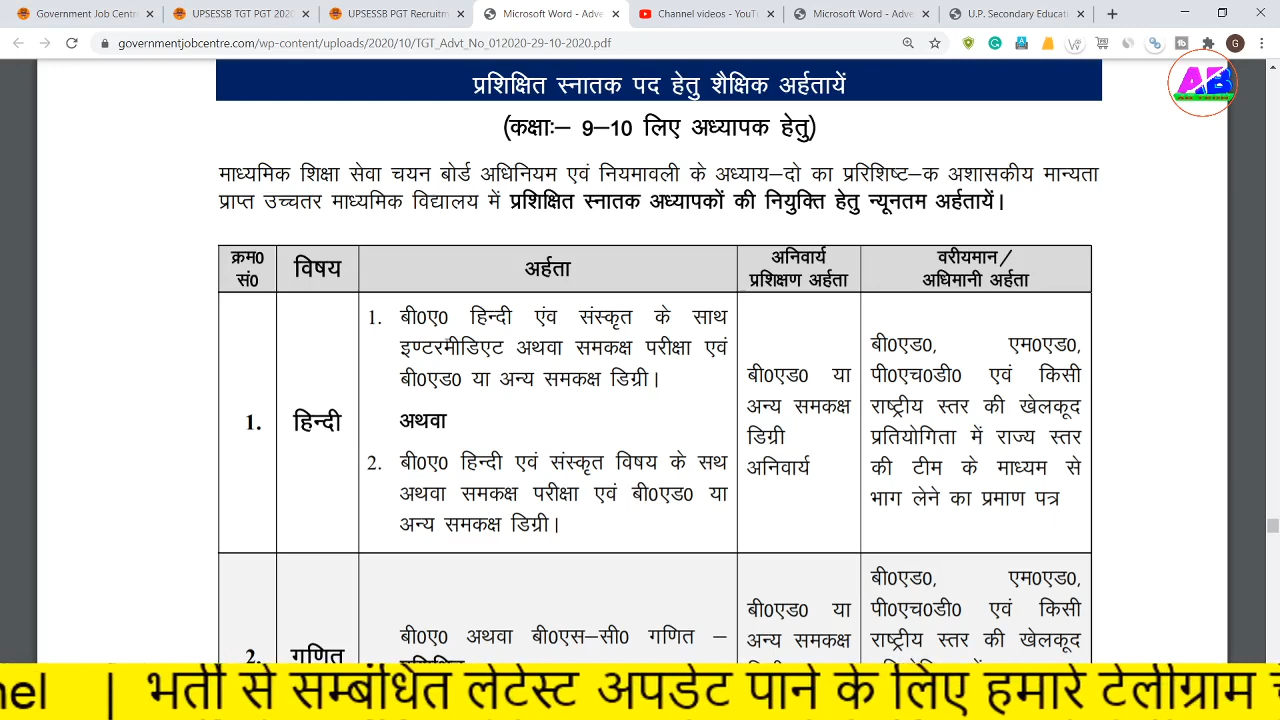 Government Job Centr
UPSESSB TGT PGT 2020
UPSESSB PGT Recruitm
Microsoft Word - Adve
Channel videos - YouTu
Microsoft Word - Adve
U.P. Secondary Educati
governmentjobcentre.com/wp-content/uploads/2020/10/TGT_Advt_No_012020-29-10-2020.pdf
G
AB
प्रशिक्षित स्नातक पद हेतु शैक्षिक अर्हतायें
(कक्षाः– 9–10 लिए अध्यापक हेतु)
माध्यमिक शिक्षा सेवा चयन बोर्ड अधिनियम एवं नियमावली के अध्याय–दो का प्ररिशिष्ट–क अशासकीय मान्यता
प्राप्त उच्चतर माध्यमिक विद्यालय में प्रशिक्षित स्नातक अध्यापकों की नियुक्ति हेतु न्यूनतम अर्हतायें।
क्रम0
सं0
विषय
अर्हता
अनिवार्य
प्रशिक्षण अर्हता
वरीयमान/
अधिमानी अर्हता
1.
हिन्दी
1. बी0ए0 हिन्दी एंव संस्कृत के साथ
इण्टरमीडिएट अथवा समकक्ष परीक्षा एवं
बी0एड0 या अन्य समकक्ष डिग्री।
अथवा
2. बी0ए0 हिन्दी एवं संस्कृत विषय के सथ
अथवा समकक्ष परीक्षा एवं बी0एड0 या
अन्य समकक्ष डिग्री।
बी0एड0 या
अन्य समकक्ष
डिग्री
अनिवार्य
बी0एड0, एम0एड0,
पी0एच0डी0 एवं किसी
राष्ट्रीय स्तर की खेलकूद
प्रतियोगिता में राज्य स्तर
की टीम के माध्यम से
भाग लेने का प्रमाण पत्र
2.
गणित
बी0ए0 अथवा बी0एस–सी0 गणित –
बी0एड0 या
अन्य समकक्ष
बी0एड0, एम0एड0,
पी0एच0डी0 एवं किसी
राष्ट्रीय स्तर की खेलकूद
nel | भर्ती से सम्बंधित लेटेस्ट अपडेट पाने के लिए हमारे टेलीग्राम